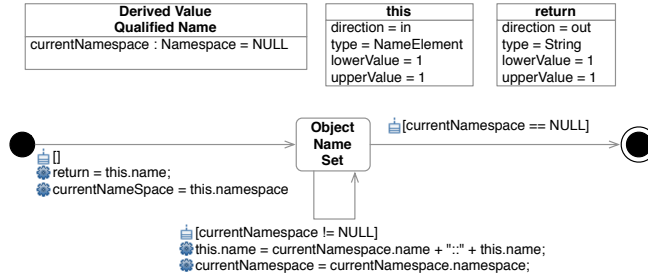 Derived Value
Qualified Name
currentNamespace : Namespace = NULL
this
direction = in
type = NameElement
lowerValue = 1
upperValue = 1
return
direction = out
type = String
lowerValue = 1
upperValue = 1
Object
Name
Set
[currentNamespace == NULL]
[]
return = this.name;
currentNameSpace = this.namespace
[currentNamespace != NULL]
this.name = currentNamespace.name + "::" + this.name;
currentNamespace = currentNamespace.namespace;